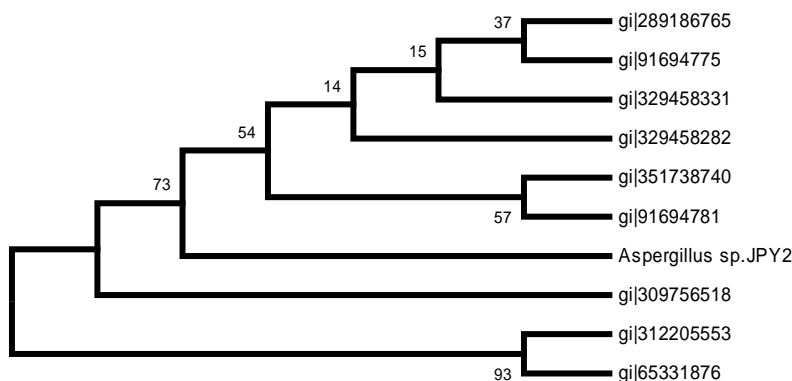 37
gi|289186765
15
gi|91694775
14
gi|329458331
54
gi|329458282
73
gi|351738740
57
gi|91694781
Aspergillus sp.JPY2
gi|309756518
gi|312205553
93
gi|65331876